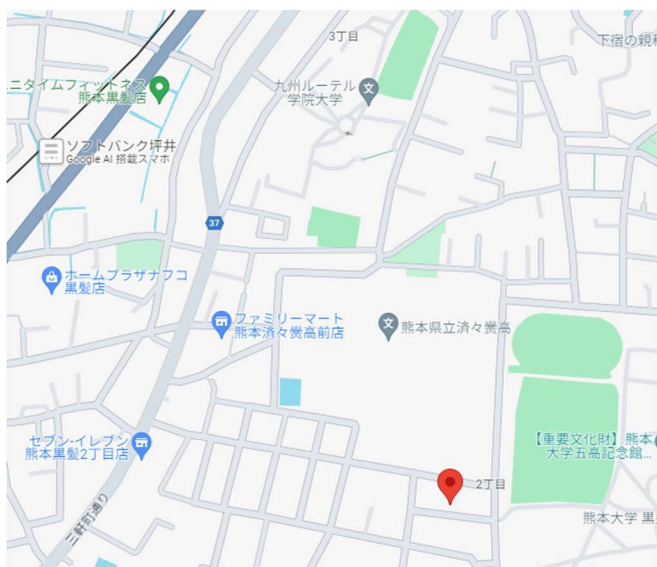 3丁目
下宿の親
ニタイムフィットネス
熊本黒髪店
九州ルーテル
学院大学
ソフトバンク坪井
Google AI 搭載スマホ
37
ホームプラザナフコ
黒髪店
ファミリーマート
熊本済々黌高前店
熊本県立済々黌高
セブン-イレブン
熊本黒髪2丁目店
【重要文化財】熊本
大学五高記念館...
2丁目
熊本大学 黒
三軒町通り